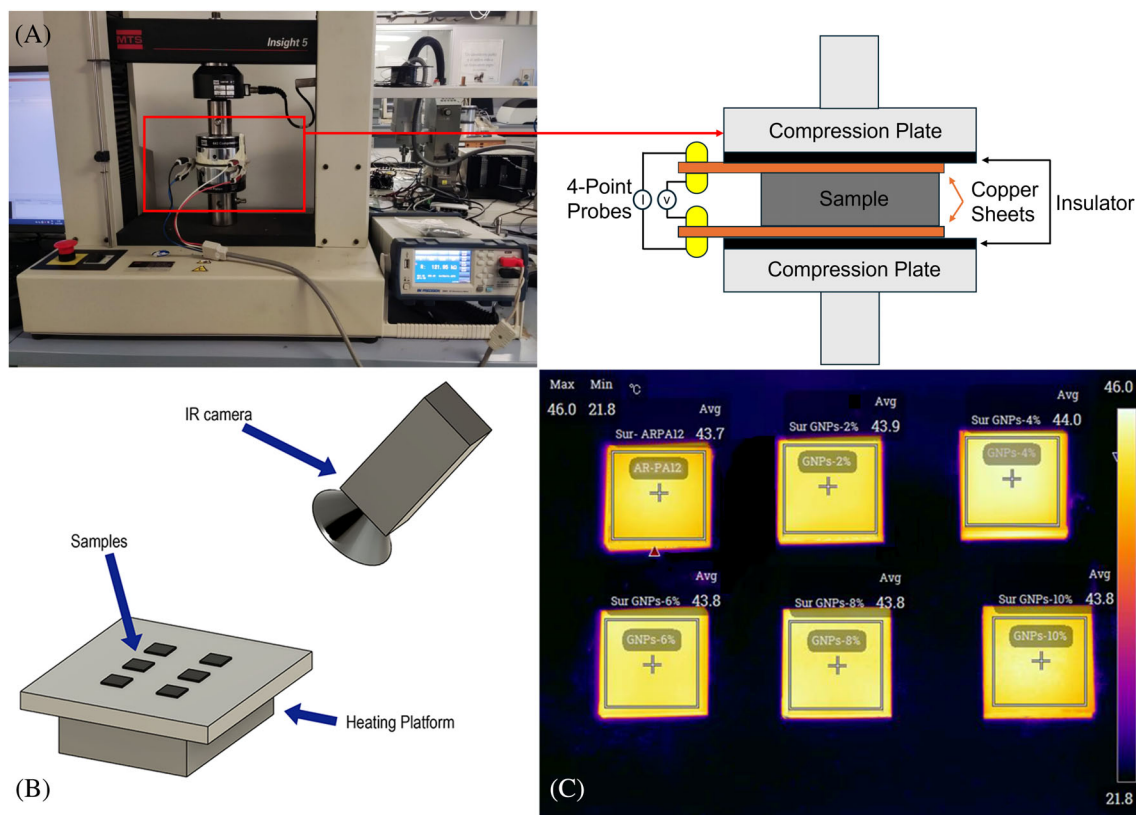 (A)
MTS
Insight 5
Compression Plate
4-Point
Probes
I
V
Sample
Copper
Sheets
Insulator
Compression Plate
IR camera
Samples
Heating Platform
(B)
Max Min °C
46.0 21.8
46.0
Avg
Sur- ARPA12 43.7
AR-PA12
Avg
Sur GNPs-2% 43.9
GNPs-2%
Avg
Sur GNPs-4% 44.0
GNPs-4%
Avg
Sur GNPs-6% 43.8
GNPs-6%
Avg
Sur GNPs-8% 43.8
GNPs-8%
Avg
Sur GNPs-10% 43.8
GNPs-10%
(C)
21.8